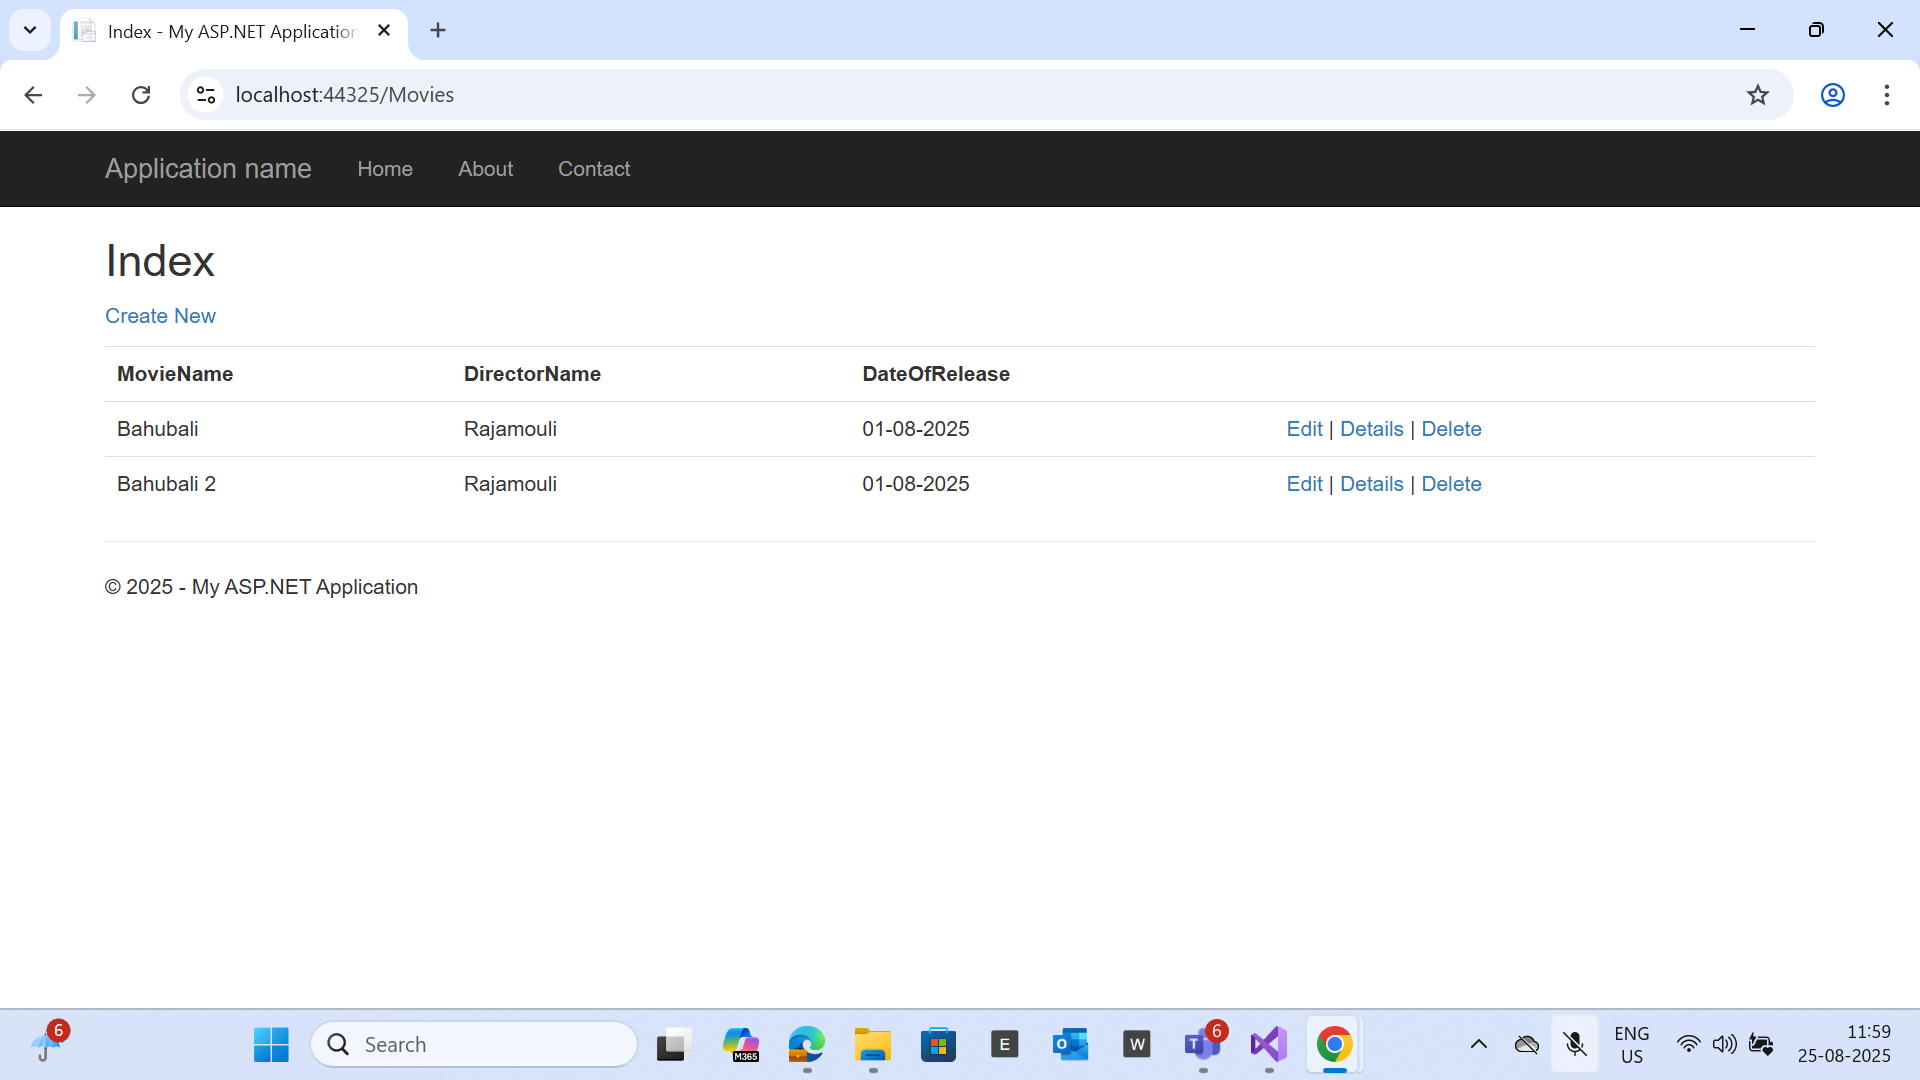 Index - My ASP.NET Application
localhost:44325/Movies
Application name Home About Contact
Index
Create New
MovieName DirectorName DateOfRelease
Bahubali Rajamouli 01-08-2025 Edit | Details | Delete
Bahubali 2 Rajamouli 01-08-2025 Edit | Details | Delete
© 2025 - My ASP.NET Application
6
Search
M365
E
O
W
T
6
ENG
US
11:59
25-08-2025